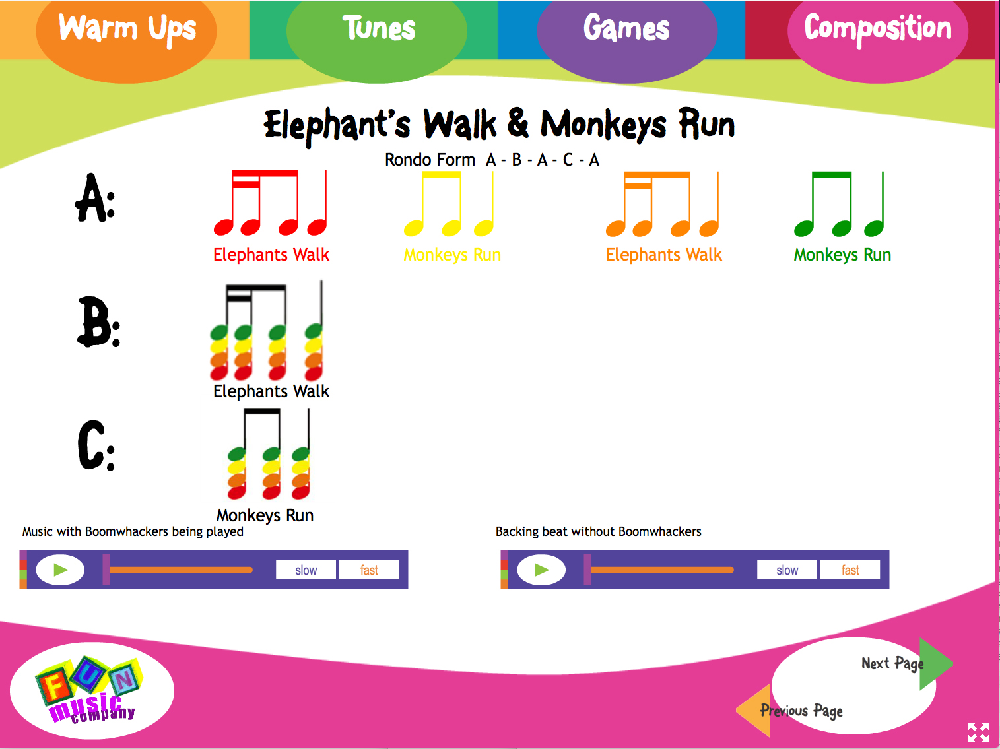 Warm Ups Tunes Games Composition
Elephant's Walk & Monkeys Run
Rondo Form A - B - A - C - A
A:
Elephants Walk Monkeys Run Elephants Walk Monkeys Run
B:
Elephants Walk
C:
Monkeys Run
Music with Boomwhackers being played Backing beat without Boomwhackers
slow fast slow fast
FUN
music
company
Next Page
Previous Page